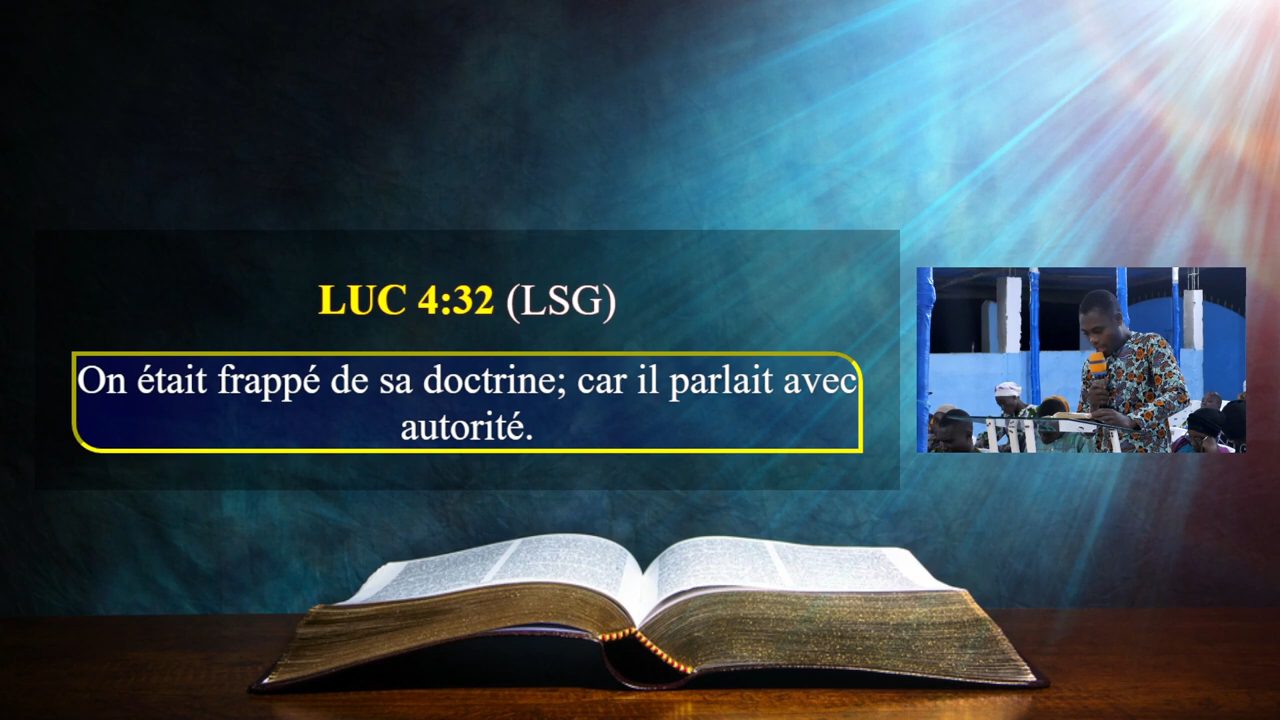 LUC 4:32 (LSG)
On était frappé de sa doctrine; car il parlait avec
autorité.